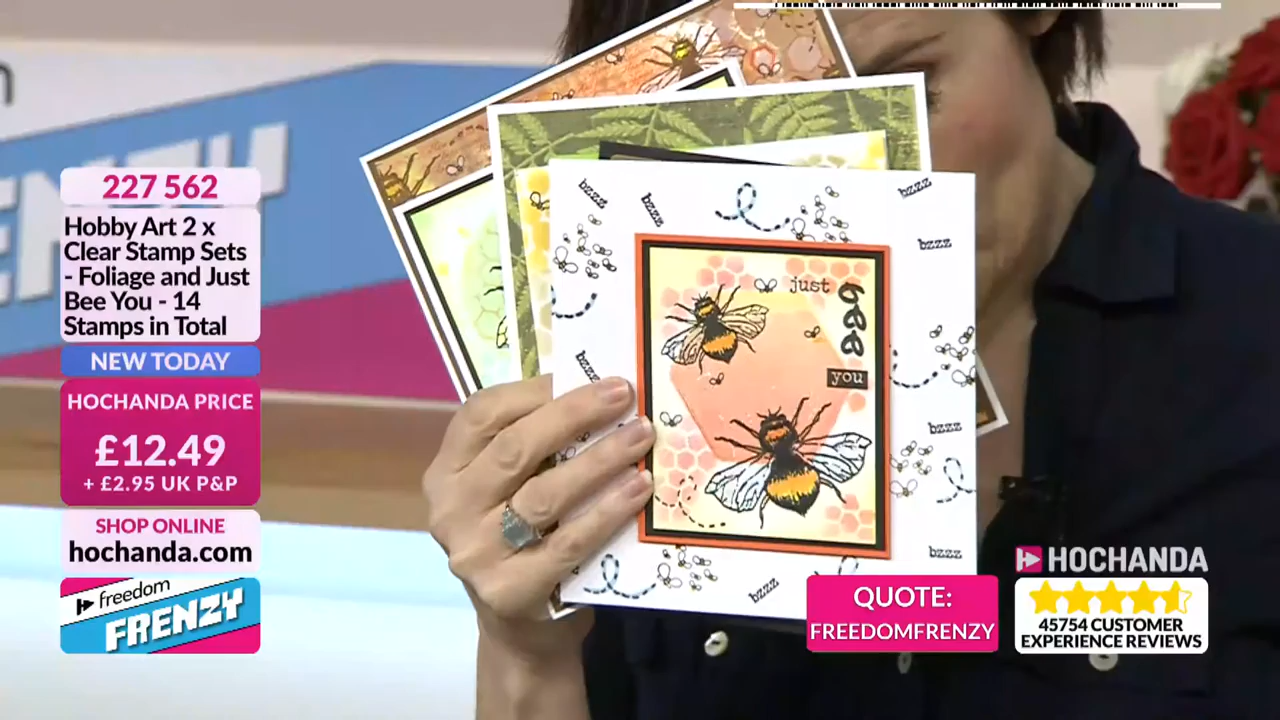 227 562
Hobby Art 2 x
Clear Stamp Sets
- Foliage and Just
Bee You - 14
Stamps in Total
NEW TODAY
HOCHANDA PRICE
£12.49
+ £2.95 UK P&P
SHOP ONLINE
hochanda.com
freedom
FRENZY
bzzz
bzzz
bzzz
bzzz
just
bee
you
bzzz
bzzz
bzzz
bzzz
QUOTE:
FREEDOMFRENZY
HOCHANDA
45754 CUSTOMER
EXPERIENCE REVIEWS